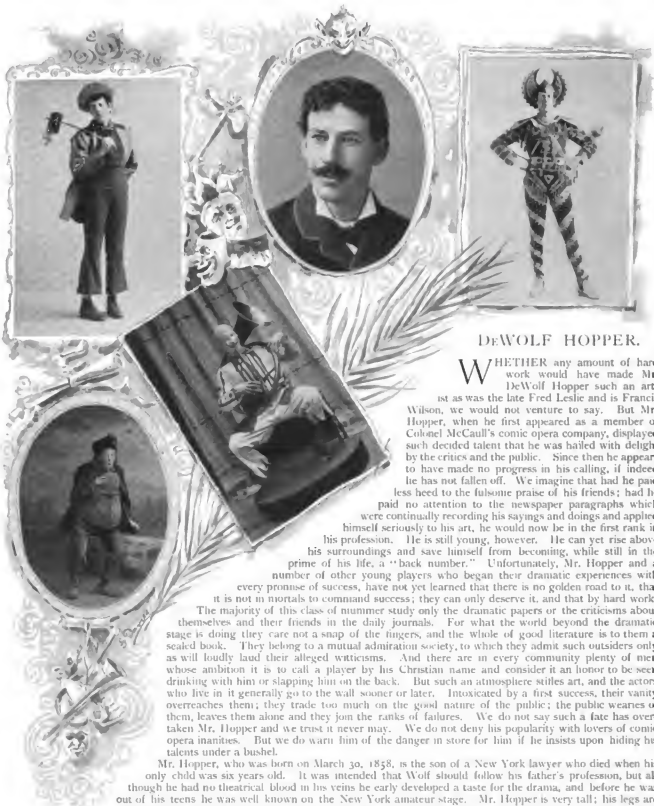 DEWOLF HOPPER.
WHETHER any amount of hard
work would have made Mr
DeWolf Hopper such an art
ist as was the late Fred Leslie and is Franci
Wilson, we would not venture to say. But Mr
Hopper, when he first appeared as a member o
Colonel McCaull's comic opera company, displaye
such decided talent that he was hailed with deligh
by the critics and the public. Since then he appear
to have made no progress in his calling, if indee
he has not fallen off. We imagine that had he pai
less heed to the fulsome praise of his friends; had h
paid no attention to the newspaper paragraphs which
were continually recording his sayings and doings and applie
himself seriously to his art, he would now be in the first rank i
his profession. He is still young, however. He can yet rise above
his surroundings and save himself from becoming, while still in the
prime of his life, a "back number." Unfortunately, Mr. Hopper and a
number of other young players who began their dramatic experiences with
every promise of success, have not yet learned that there is no golden road to it, tha
it is not in mortals to command success; they can only deserve it, and that by hard work
The majority of this class of mummer study only the dramatic papers or the criticisms abou
themselves and their friends in the daily journals. For what the world beyond the dramatic
stage is doing they care not a snap of the fingers, and the whole of good literature is to them a
sealed book. They belong to a mutual admiration society, to which they admit such outsiders only
as will loudly laud their alleged witticisms. And there are in every community plenty of men
whose ambition it is to call a player by his Christian name and consider it an honor to be seen
drinking with him or slapping him on the back. But such an atmosphere stifles art, and the actors
who live in it generally go to the wall sooner or later. Intoxicated by a first success, their vanity
overreaches them; they trade too much on the good nature of the public; the public wearies o
them, leaves them alone and they join the ranks of failures. We do not say such a fate has over
taken Mr. Hopper and we trust it never may. We do not deny his popularity with lovers of comic
opera inanities. But we do warn him of the danger in store for him if he insists upon hiding his
talents under a bushel.
Mr. Hopper, who was born on March 30, 1858, is the son of a New York lawyer who died when his
only child was six years old. It was intended that Wolf should follow his father's profession, but al
though he had no theatrical blood in his veins he early developed a taste for the drama, and before he was
out of his teens he was well known on the New York amateur stage. Mr. Hopper is very tall; his legs an